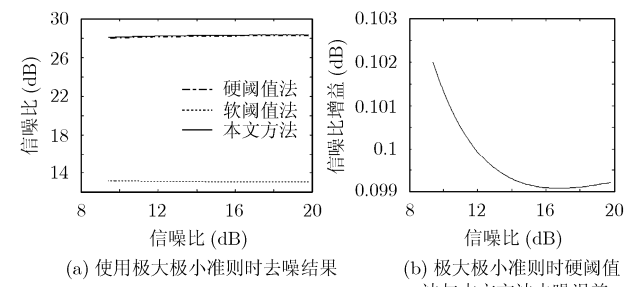 30
28
26
22
18
14
信噪比 (dB)
硬阈值法
软阈值法
本文方法
8
12
16
20
信噪比 (dB)
(a) 使用极大极小准则时去噪结果
0.103
0.102
0.101
0.1
0.099
信噪比增益 (dB)
8
12
16
20
信噪比 (dB)
(b) 极大极小准则时硬阈值